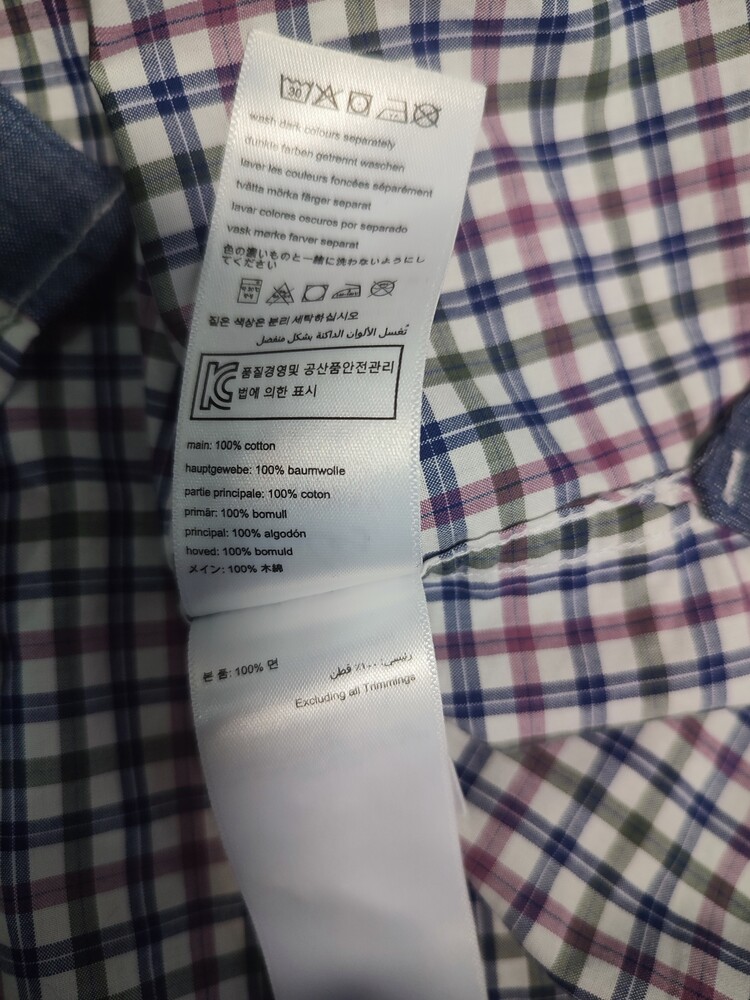 30
wash dark colours separately
dunkle farben getrennt waschen
laver les couleurs foncées séparément
tvätta mörka färger separat
lavar colores oscuros por separado
vask mørke farver separat
色の濃いものと一緒に洗わないようにし
てください
짙은 색상은 분리 세탁하십시오
تُغسل الألوان الداكنة بشكل منفصل
품질경영및 공산품안전관리
법에 의한 표시
main: 100% cotton
hauptgewebe: 100% baumwolle
partie principale: 100% coton
primär: 100% bomull
principal: 100% algodón
hoved: 100% bomuld
メイン: 100% 木綿
본 품: 100% 면
رئيسي: ١٠٠٪ قطن
Excluding all Trimmings